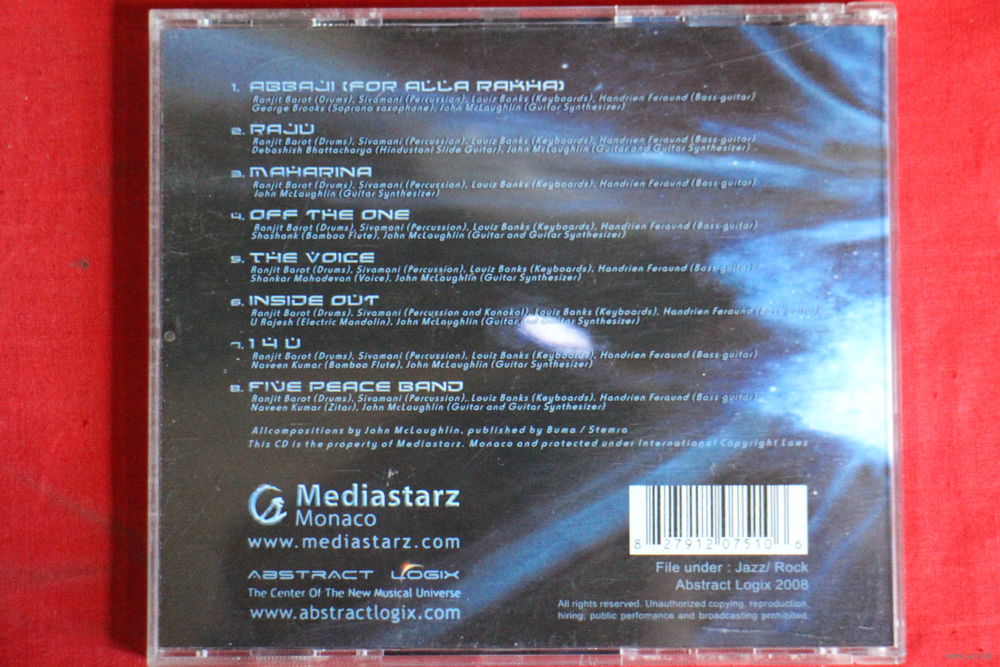 1. ABBAJI (FOR ALLA RAKHA)
Ranjit Barot (Drums), Sivamani (Percussion), Louiz Banks (Keyboards), Handrien Feraund (Bass-guitar)
George Brooks (Soprano saxophone), John McLaughlin (Guitar Synthesizer)
2. RAJU
Ranjit Barot (Drums), Sivamani (Percussion), Louiz Banks (Keyboards), Handrien Feraund (Bass guitar)
Debashish Bhattacharya (Hindustani Slide Guitar), John McLaughlin (Guitar and Guitar Synthesizer)
3. MAHARINA
Ranjit Barot (Drums), Sivamani (Percussion), Louiz Banks (Keyboards), Handrien Feraund (Bass guitar)
John McLaughlin (Guitar Synthesizer)
4. OFF THE ONE
Ranjit Barot (Drums), Sivamani (Percussion), Louiz Banks (Keyboards), Handrien Feraund (Bass guitar)
Shashank (Bamboo Flute), John McLaughlin (Guitar and Guitar Synthesizer)
5. THE VOICE
Ranjit Barot (Drums), Sivamani (Percussion), Louiz Banks (Keyboards), Handrien Feraund (Bass guitar)
Shankar Mahadevan (Voice), John McLaughlin (Guitar Synthesizer)
6. INSIDE OUT
Ranjit Barot (Drums), Sivamani (Percussion and Konokol), Louiz Banks (Keyboards), Handrien Feraund (Bass guitar)
U Rajesh (Electric Mandolin), John McLaughlin (Guitar and Guitar Synthesizer)
7. 1 4 U
Ranjit Barot (Drums), Sivamani (Percussion), Louiz Banks (Keyboards), Handrien Feraund (Bass guitar)
Naveen Kumar (Bamboo Flute), John McLaughlin (Guitar Synthesizer)
8. FIVE PEACE BAND
Ranjit Barot (Drums), Sivamani (Percussion), Louiz Banks (Keyboards), Handrien Feraund (Bass guitar)
Naveen Kumar (Zitar), John McLaughlin (Guitar and Guitar Synthesizer)
Allcompositions by John McLaughlin, published by Buma / Stemra
This CD is the property of Mediastarz. Monaco and protected under International Copyright Laws
Mediastarz
Monaco
www.mediastarz.com
ABSTRACT LOGIX
The Center Of The New Musical Universe
www.abstractlogix.com
8 27912 07510 6
File under : Jazz/ Rock
Abstract Logix 2008
All rights reserved. Unauthorized copying, reproduction,
hiring, public perfomance and broadcasting prohibited.